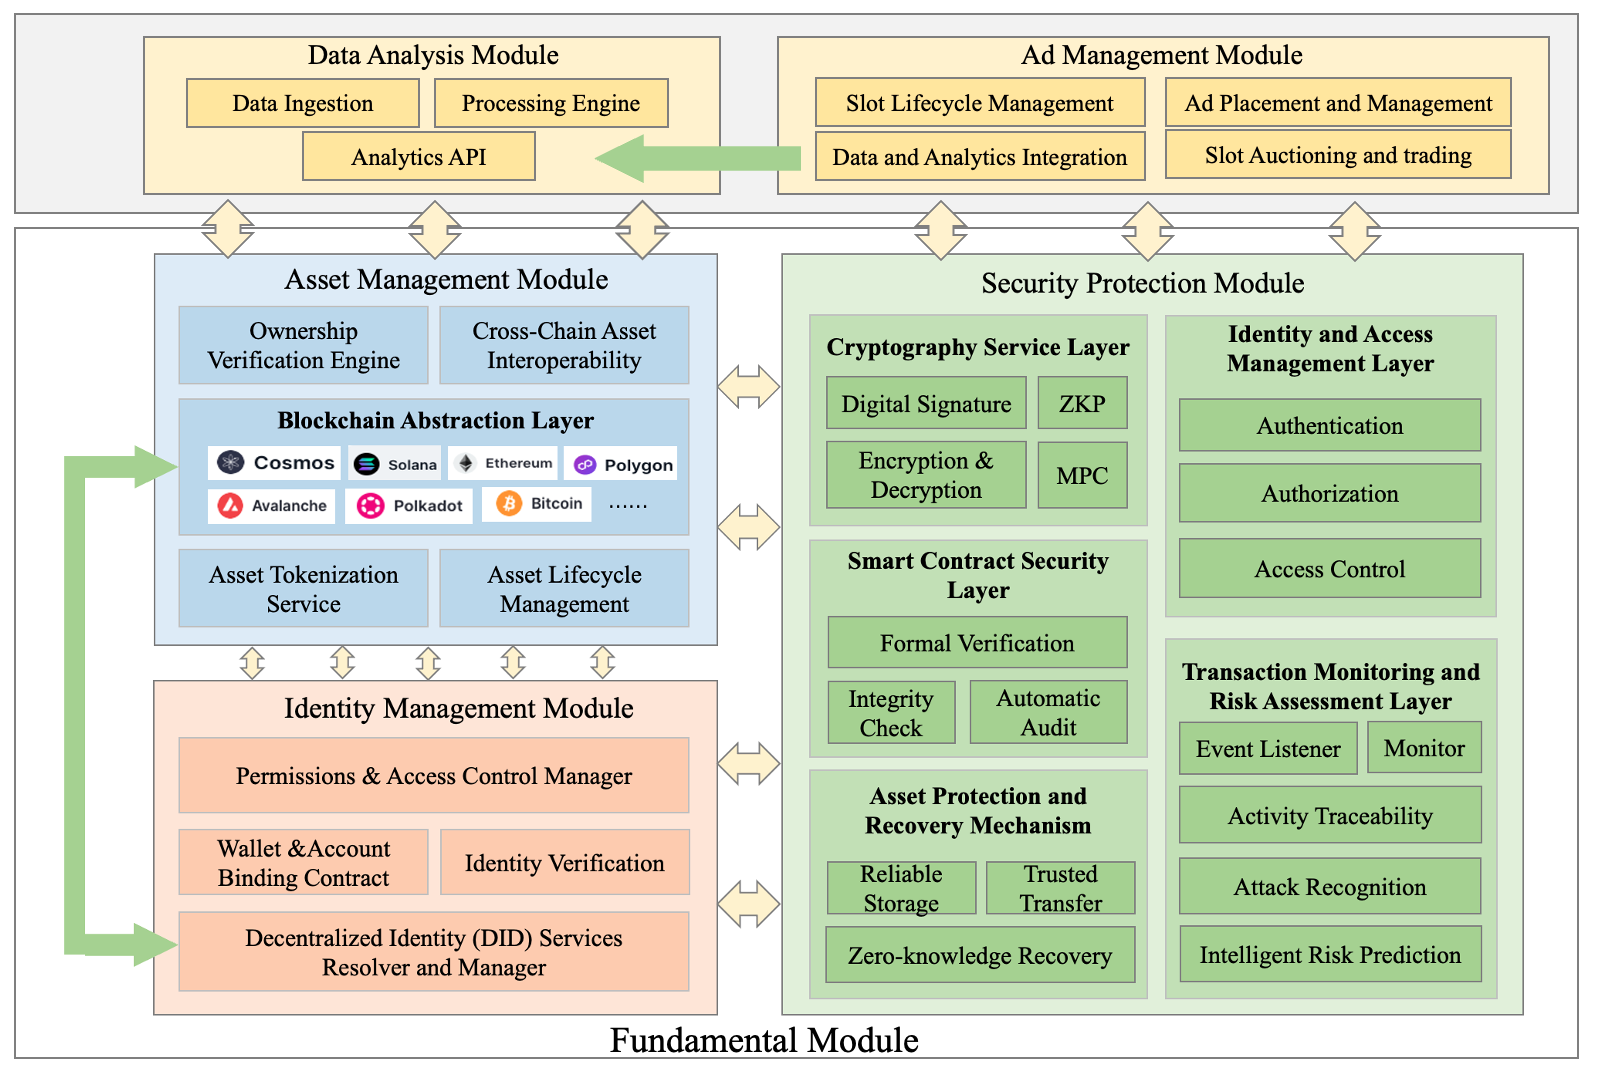 Data Analysis Module
Data Ingestion
Processing Engine
Analytics API
Ad Management Module
Slot Lifecycle Management
Ad Placement and Management
Data and Analytics Integration
Slot Auctioning and trading
Asset Management Module
Ownership
Verification Engine
Cross-Chain Asset
Interoperability
Blockchain Abstraction Layer
Cosmos
Solana
Ethereum
Polygon
Avalanche
Polkadot
Bitcoin
......
Asset Tokenization
Service
Asset Lifecycle
Management
Identity Management Module
Permissions & Access Control Manager
Wallet &Account
Binding Contract
Identity Verification
Decentralized Identity (DID) Services
Resolver and Manager
Security Protection Module
Cryptography Service Layer
Digital Signature
ZKP
Encryption &
Decryption
MPC
Smart Contract Security
Layer
Formal Verification
Integrity
Check
Automatic
Audit
Asset Protection and
Recovery Mechanism
Reliable
Storage
Trusted
Transfer
Zero-knowledge Recovery
Identity and Access
Management Layer
Authentication
Authorization
Access Control
Transaction Monitoring and
Risk Assessment Layer
Event Listener
Monitor
Activity Traceability
Attack Recognition
Intelligent Risk Prediction
Fundamental Module